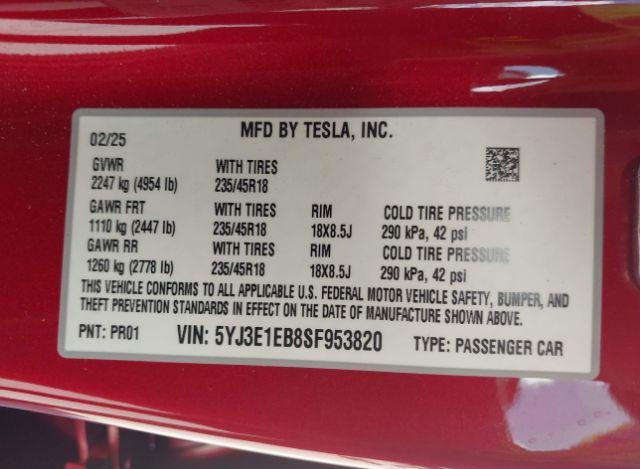 MFD BY TESLA, INC.
02/25
GVWR WITH TIRES
2247 kg (4954 lb) 235/45R18
GAWR FRT WITH TIRES RIM COLD TIRE PRESSURE
1110 kg (2447 lb) 235/45R18 18X8.5J 290 kPa, 42 psi
GAWR RR WITH TIRES RIM COLD TIRE PRESSURE
1260 kg (2778 lb) 235/45R18 18X8.5J 290 kPa, 42 psi
THIS VEHICLE CONFORMS TO ALL APPLICABLE U.S. FEDERAL MOTOR VEHICLE SAFETY, BUMPER, AND
THEFT PREVENTION STANDARDS IN EFFECT ON THE DATE OF MANUFACTURE SHOWN ABOVE.
PNT: PR01 VIN: 5YJ3E1EB8SF953820 TYPE: PASSENGER CAR